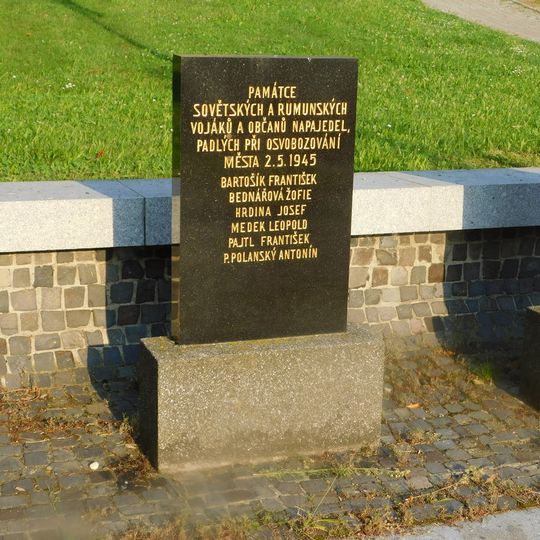 PAMÁTCE
SOVĚTSKÝCH A RUMUNSKÝCH
VOJÁKŮ A OBČANŮ NAPAJEDEL,
PADLÝCH PŘI OSVOBOZOVÁNÍ
MĚSTA 2.5.1945
BARTOŠÍK FRANTIŠEK
BEDNÁŘOVÁ ŽOFIE
HRDINA JOSEF
MEDEK LEOPOLD
PAJTL FRANTIŠEK
P.POLANSKÝ ANTONÍN